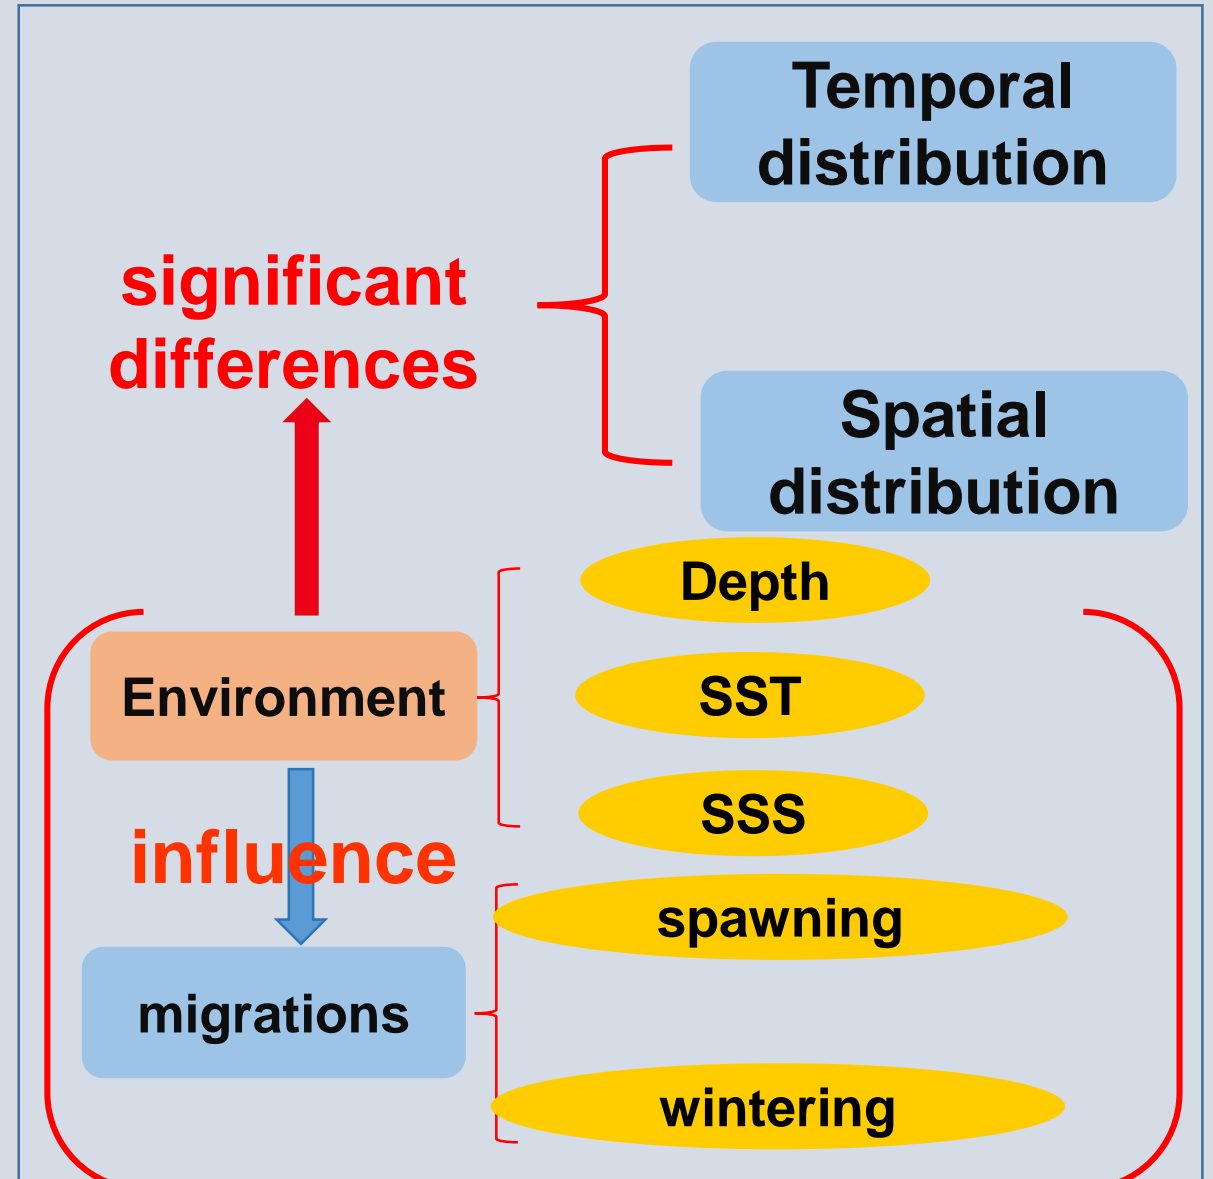 Temporal
distribution
significant
differences
Spatial
distribution
Depth
Environment
SST
SSS
influence
spawning
migrations
wintering